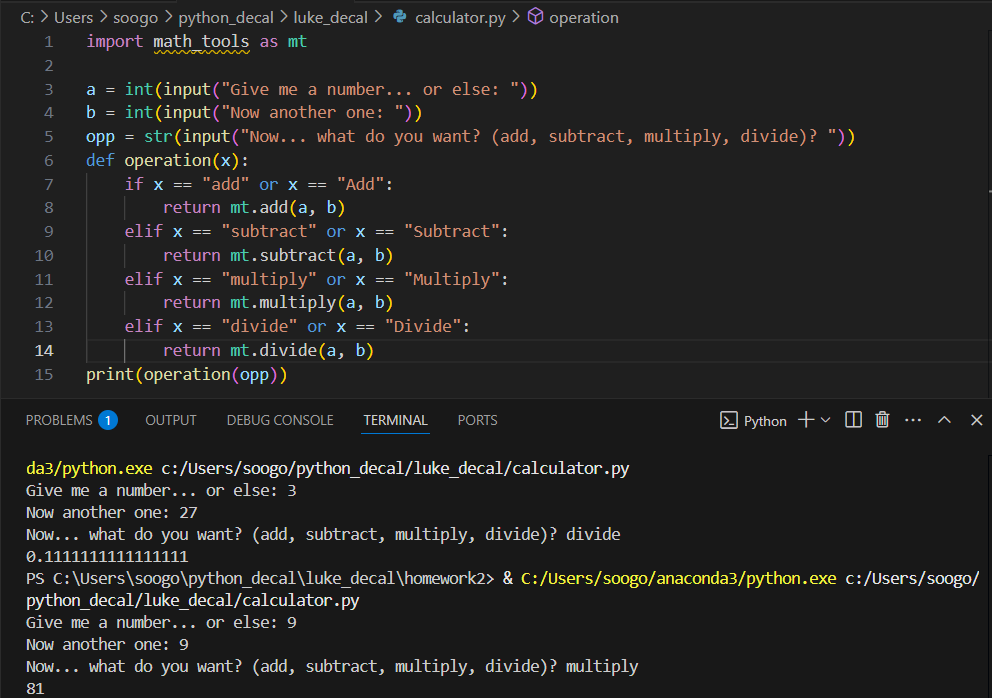 C: > Users > soogo > python_decal > luke_decal > calculator.py > operation
1 import math_tools as mt
2
3 a = int(input("Give me a number... or else: "))
4 b = int(input("Now another one: "))
5 opp = str(input("Now... what do you want? (add, subtract, multiply, divide)? "))
6 def operation(x):
7     if x == "add" or x == "Add":
8         return mt.add(a, b)
9     elif x == "subtract" or x == "Subtract":
10         return mt.subtract(a, b)
11     elif x == "multiply" or x == "Multiply":
12         return mt.multiply(a, b)
13     elif x == "divide" or x == "Divide":
14         return mt.divide(a, b)
15 print(operation(opp))
PROBLEMS 1 OUTPUT DEBUG CONSOLE TERMINAL PORTS Python
da3/python.exe c:/Users/soogo/python_decal/luke_decal/calculator.py
Give me a number... or else: 3
Now another one: 27
Now... what do you want? (add, subtract, multiply, divide)? divide
0.1111111111111111
PS C:\Users\soogo\python_decal\luke_decal\homework2> & C:/Users/soogo/anaconda3/python.exe c:/Users/soogo/
python_decal/luke_decal/calculator.py
Give me a number... or else: 9
Now another one: 9
Now... what do you want? (add, subtract, multiply, divide)? multiply
81